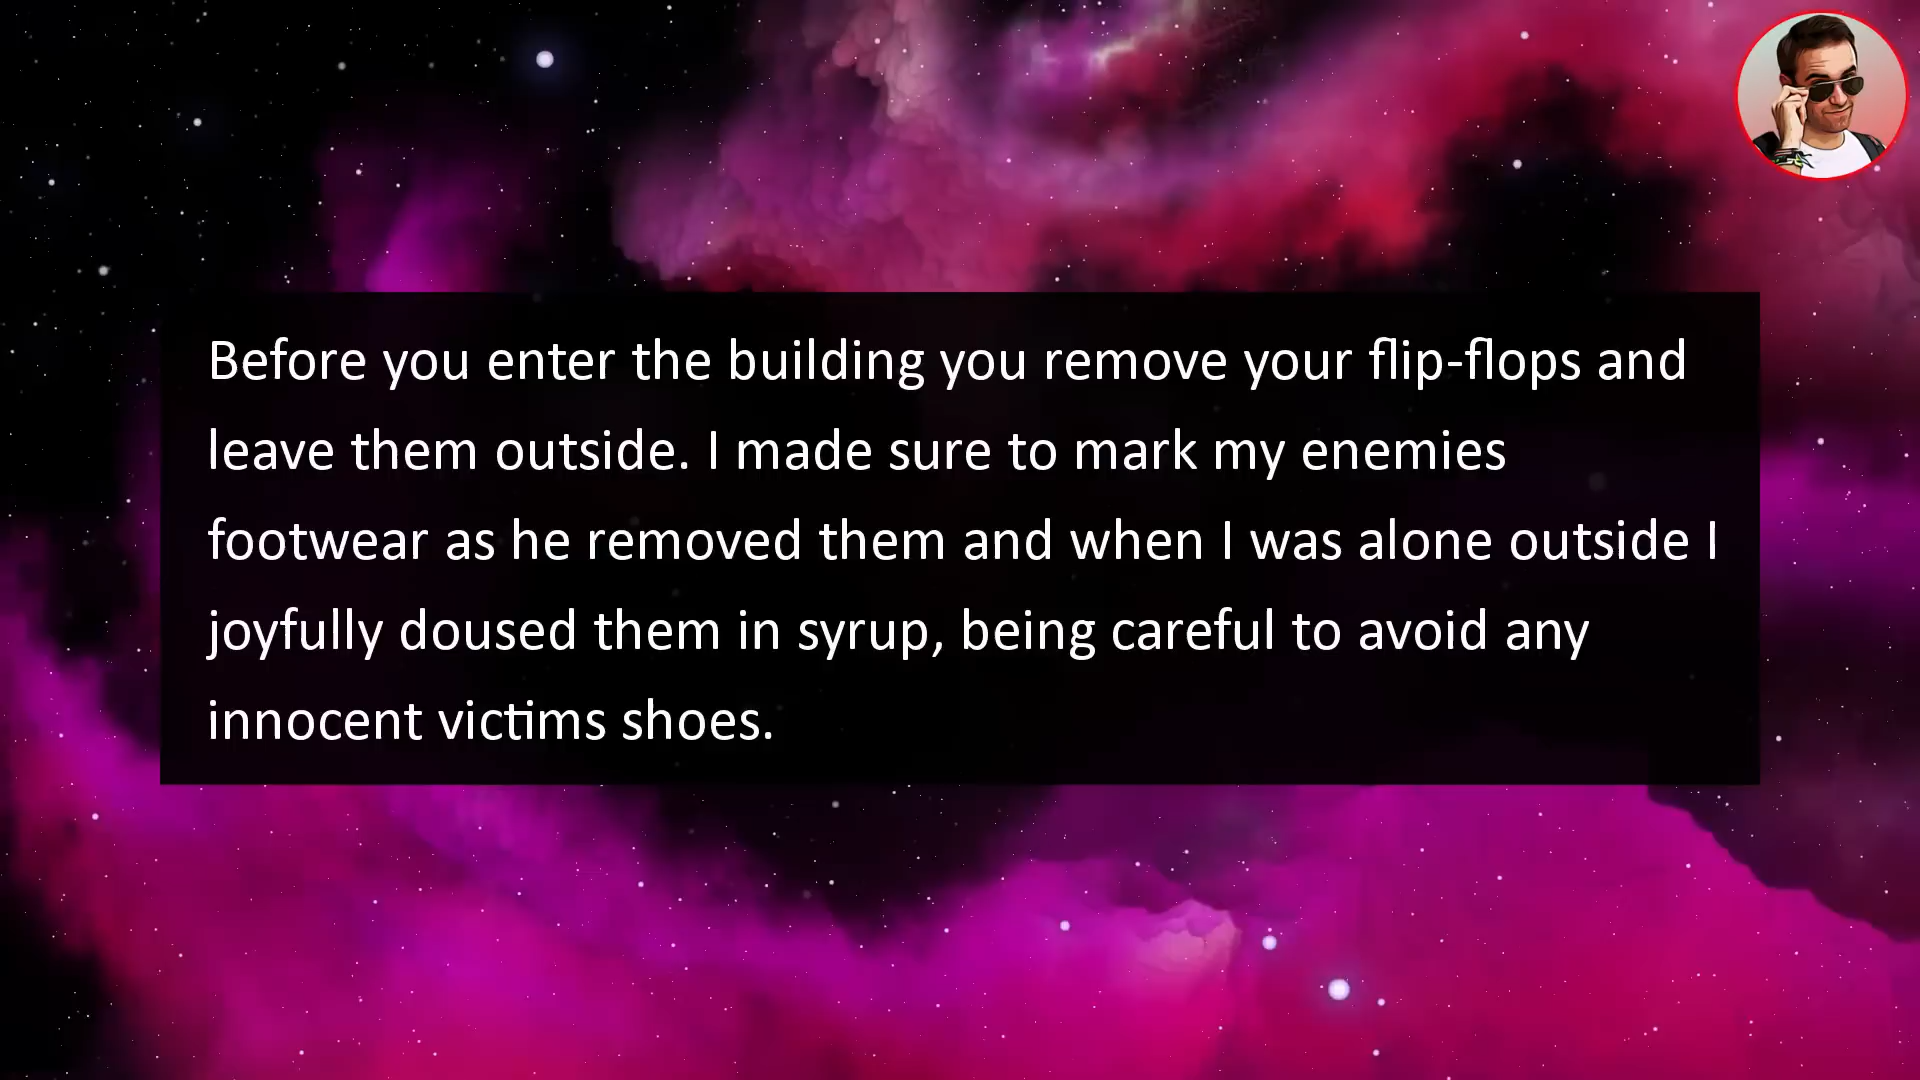 Before you enter the building you remove your flip-flops and
leave them outside. I made sure to mark my enemies
footwear as he removed them and when I was alone outside I
joyfully doused them in syrup, being careful to avoid any
innocent victims shoes.